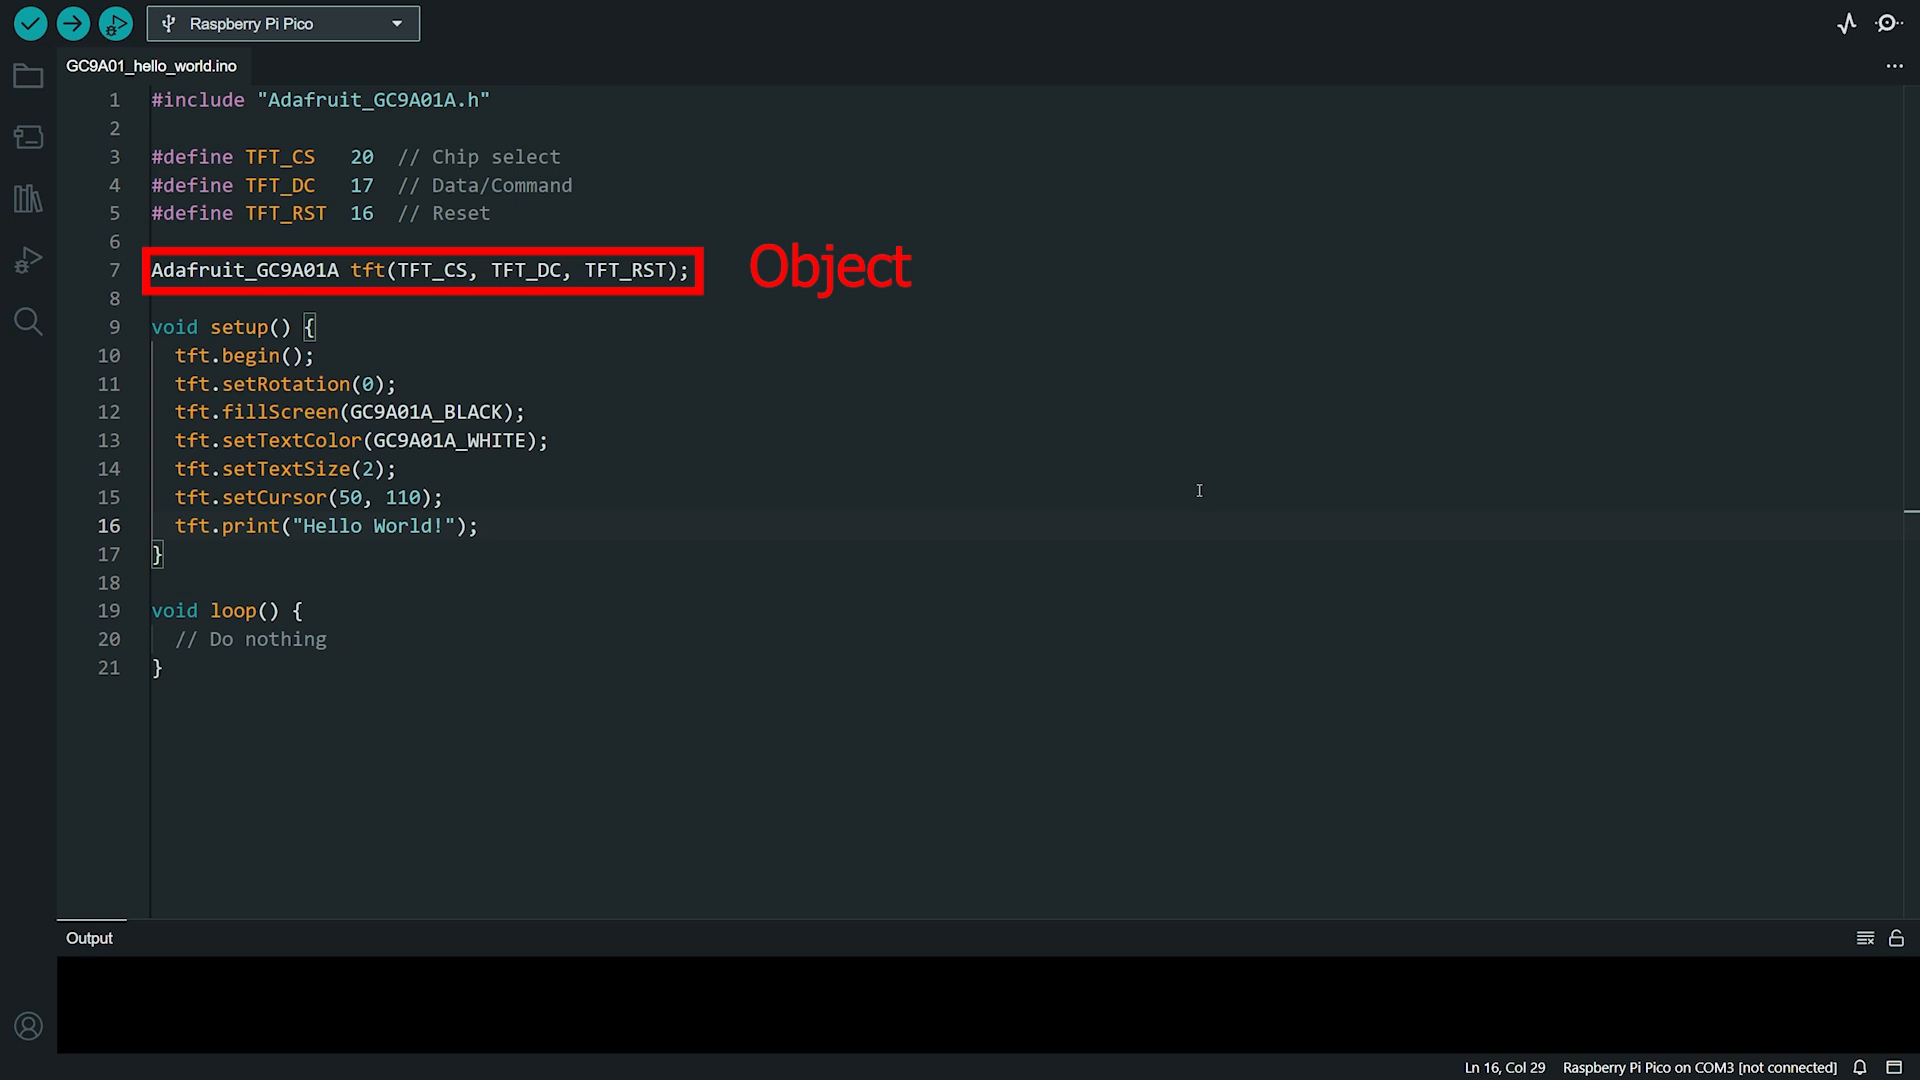 Raspberry Pi Pico
GC9A01_hello_world.ino
1 #include "Adafruit_GC9A01A.h"
2
3 #define TFT_CS   20  // Chip select
4 #define TFT_DC   17  // Data/Command
5 #define TFT_RST  16  // Reset
6
7 Adafruit_GC9A01A tft(TFT_CS, TFT_DC, TFT_RST); Object
8
9 void setup() {
10   tft.begin();
11   tft.setRotation(0);
12   tft.fillScreen(GC9A01A_BLACK);
13   tft.setTextColor(GC9A01A_WHITE);
14   tft.setTextSize(2);
15   tft.setCursor(50, 110);
16   tft.print("Hello World!");
17 }
18
19 void loop() {
20   // Do nothing
21 }
Output
Ln 16, Col 29 Raspberry Pi Pico on COM3 [not connected]